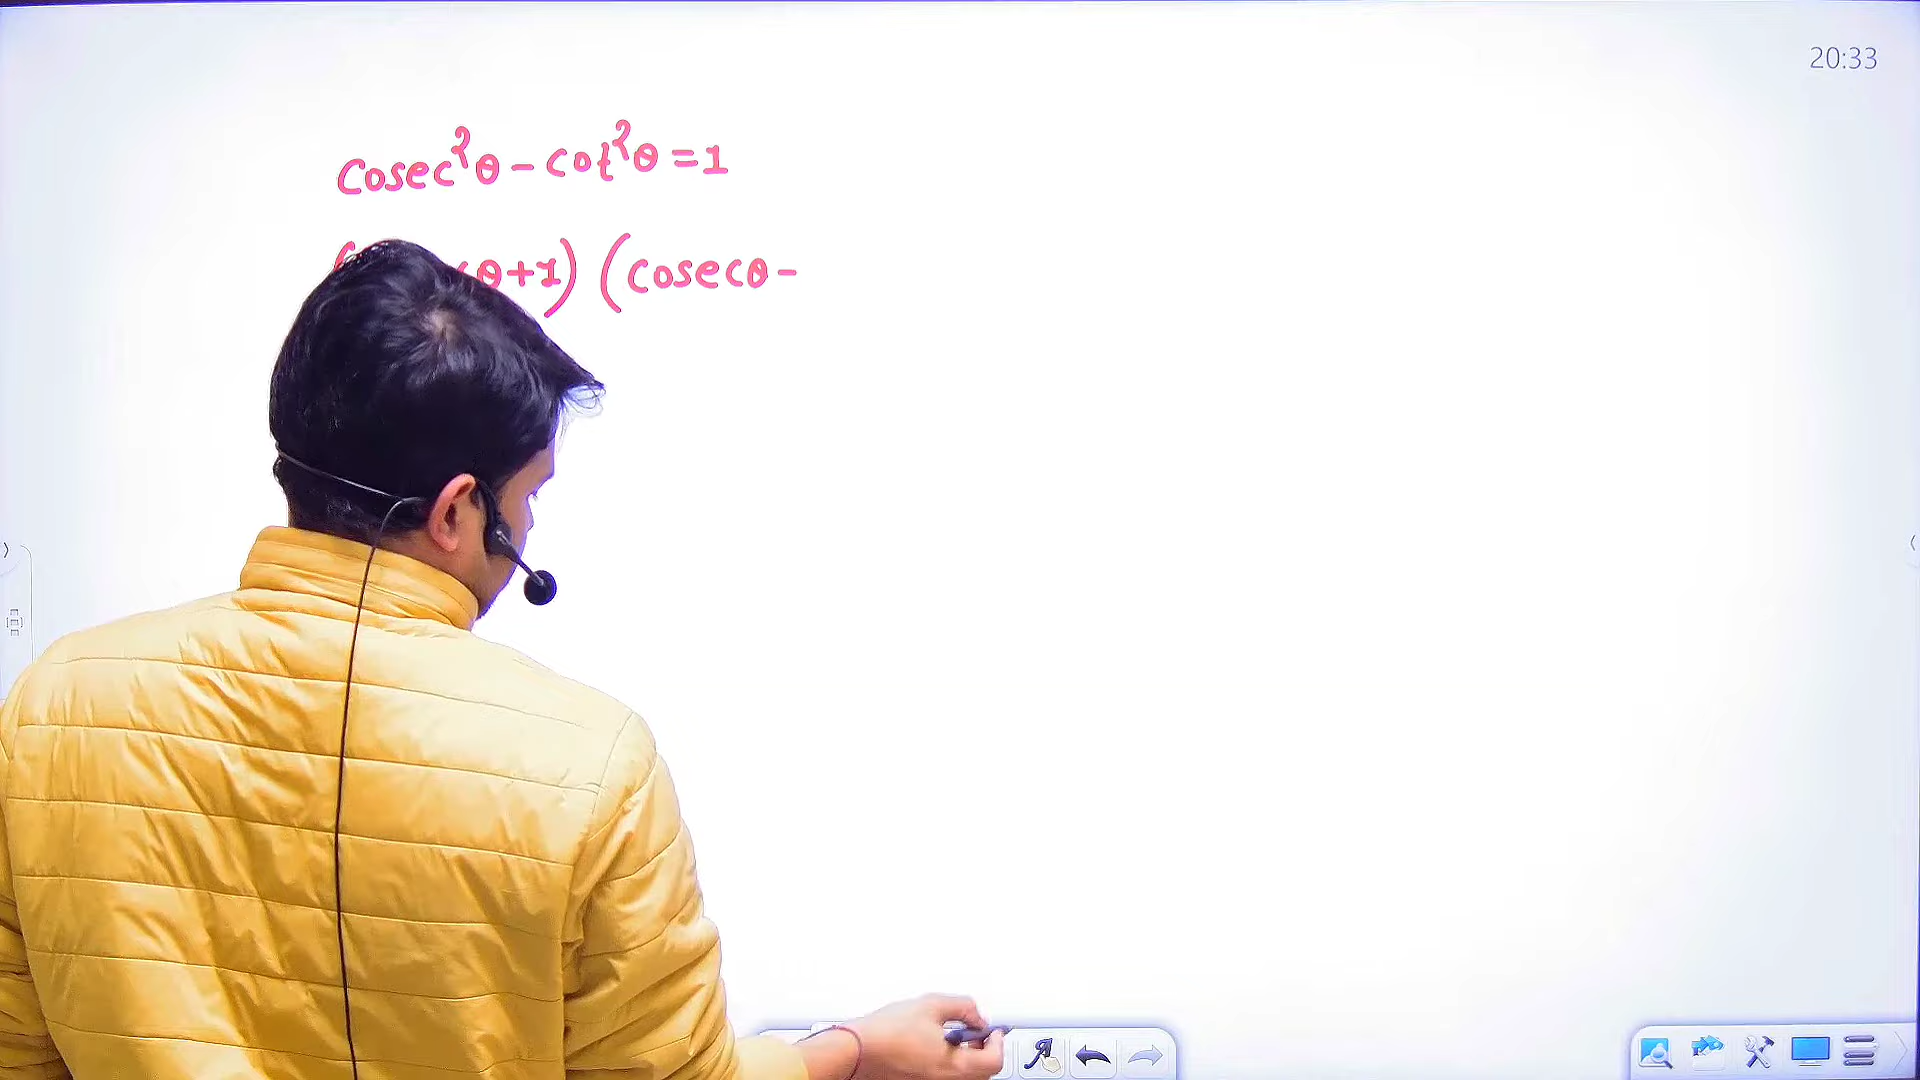 20:33
cosec²θ - cot²θ = 1
θ+1) (cosecθ -